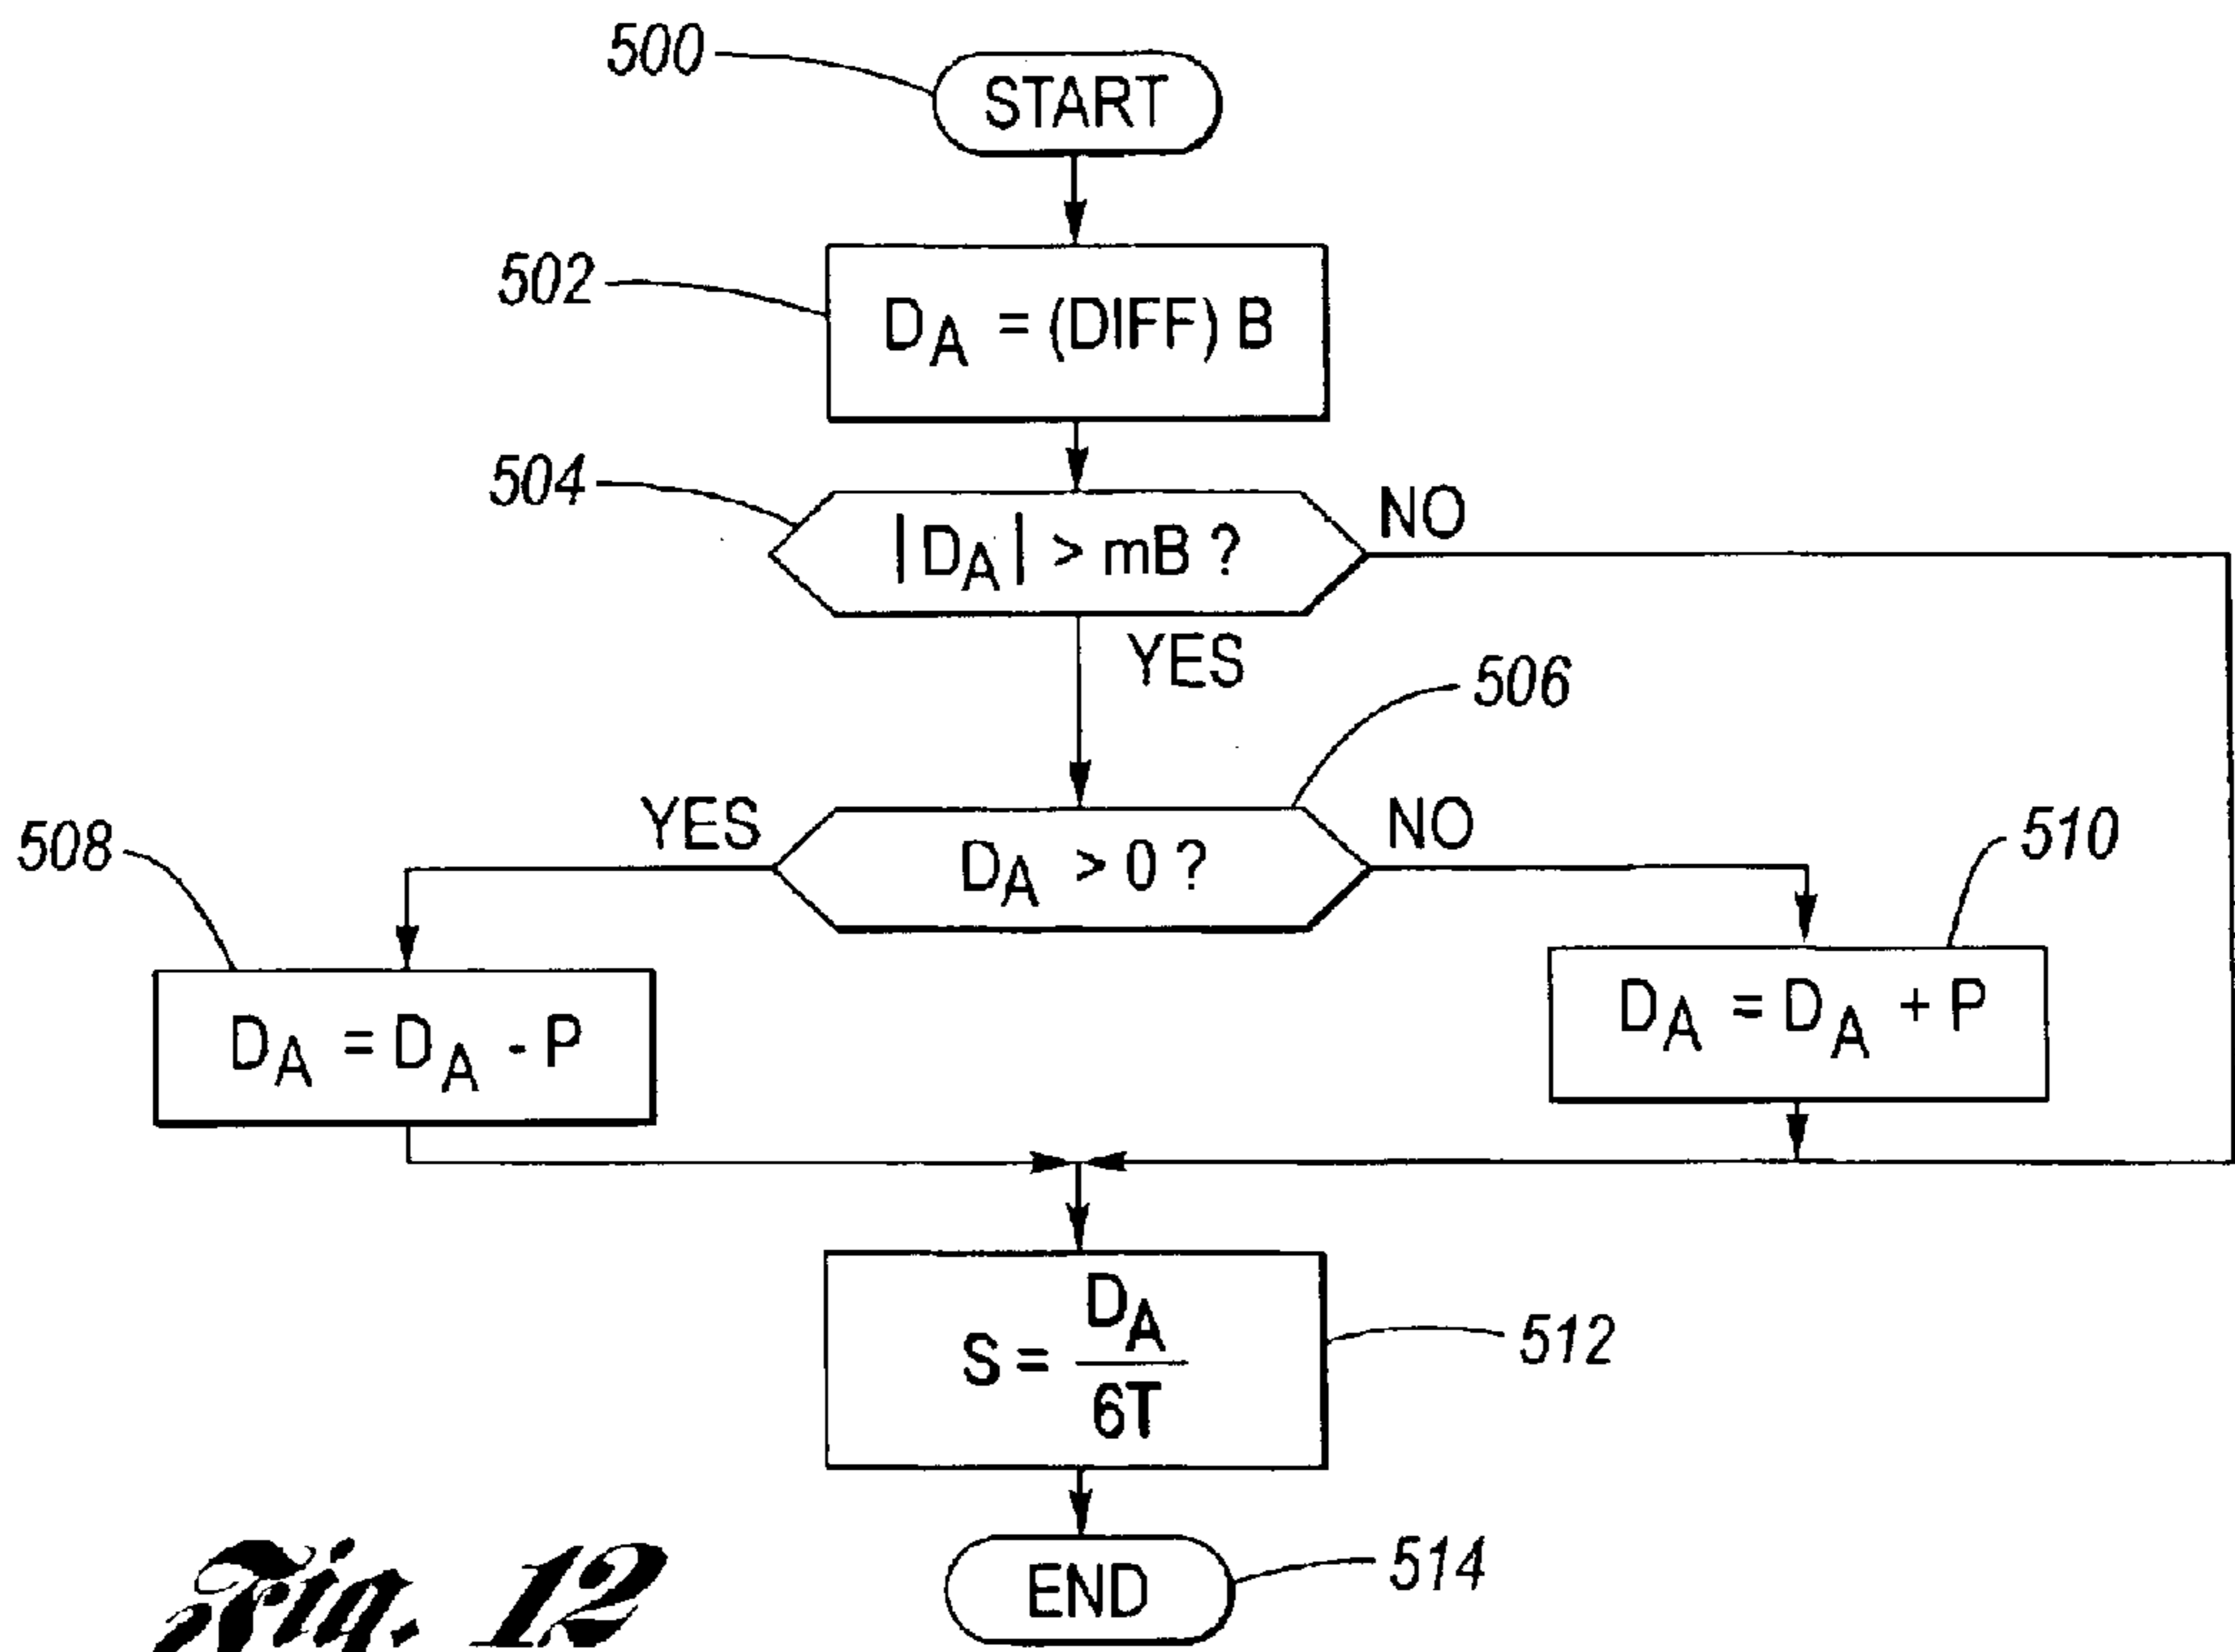 500
START
502
D_A = (DIFF) B
504
|D_A| > mB ?
NO
YES
506
YES
D_A > 0 ?
NO
508
510
D_A = D_A - P
D_A = D_A + P
S = D_A / 6T
512
END
514
Fig. 12